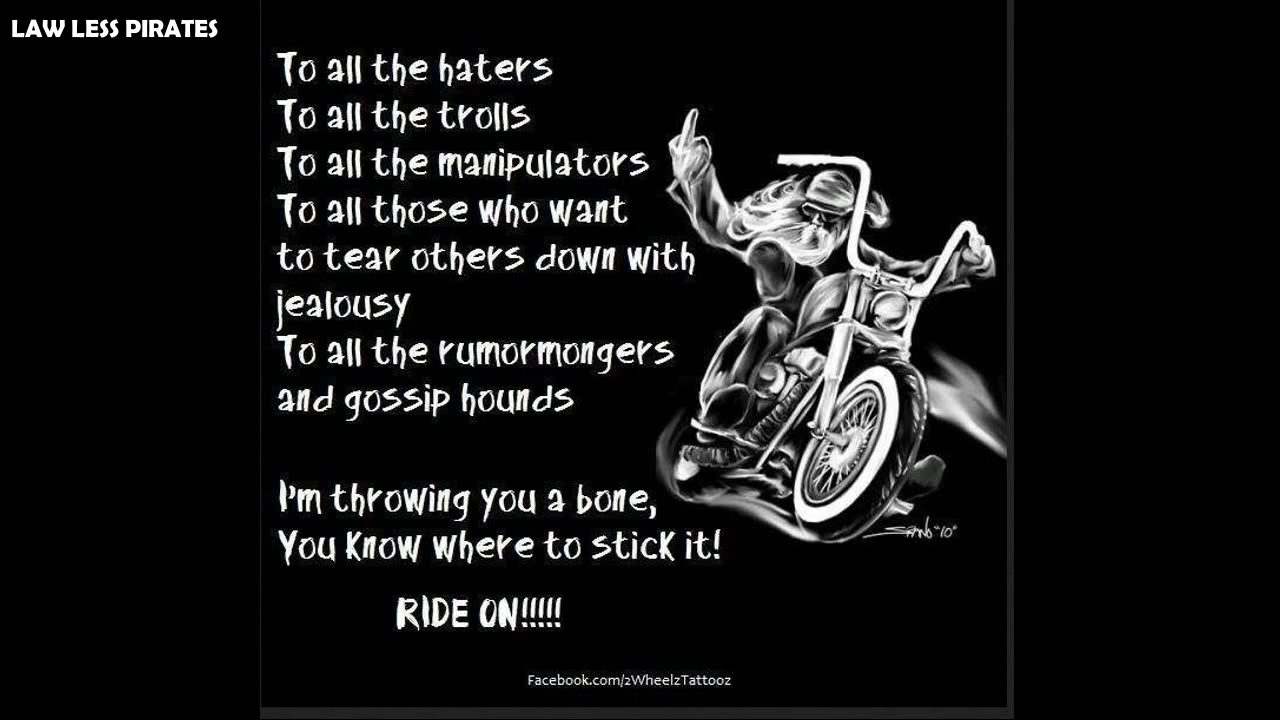 LAW LESS PIRATES
To all the haters
To all the trolls
To all the manipulators
To all those who want
to tear others down with
jealousy
To all the rumormongers
and gossip hounds
I'm throwing you a bone,
You know where to stick it!
RIDE ON!!!!!
Facebook.com/2WheelzTattooz
"10"